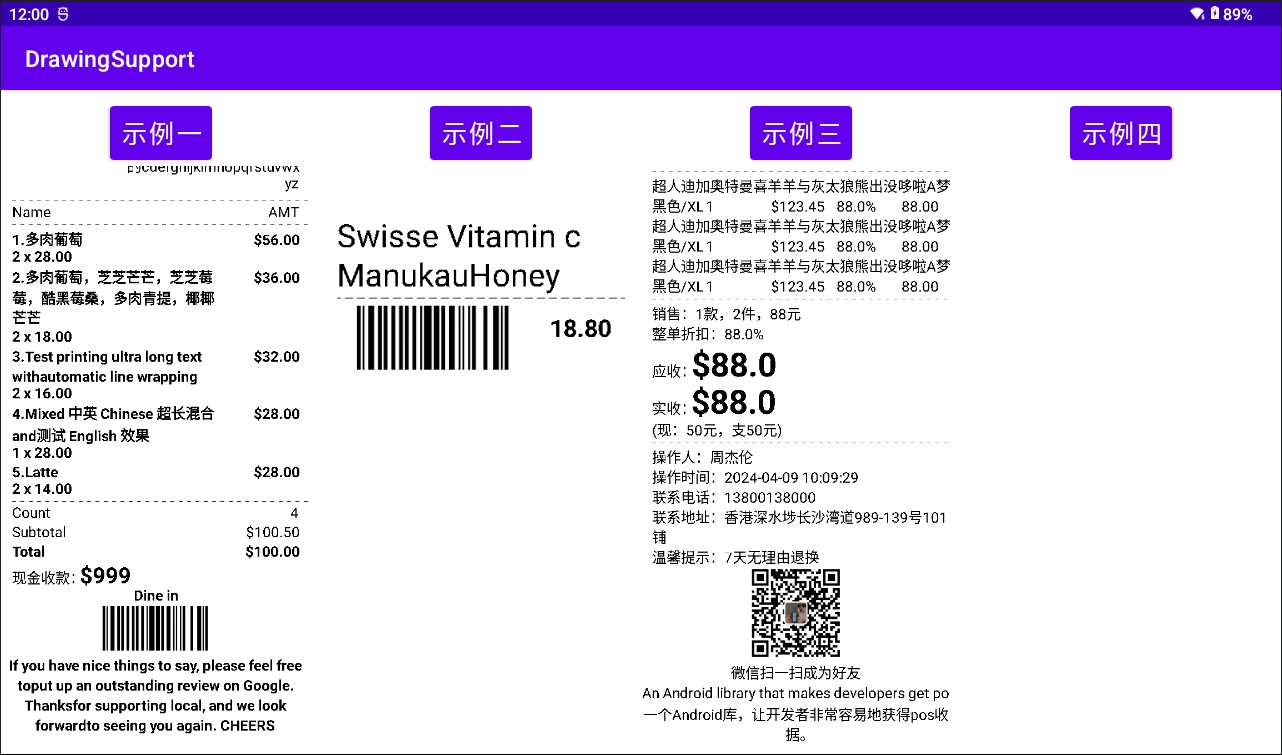 12:00
89%
DrawingSupport
示例一
示例二
示例三
示例四
yz
Name AMT
1.多肉葡萄 $56.00
2 x 28.00
2.多肉葡萄，芝芝芒芒，芝芝莓 $36.00
莓，酷黑莓桑，多肉青提，椰椰
芒芒
2 x 18.00
3.Test printing ultra long text $32.00
withautomatic line wrapping
2 x 16.00
4.Mixed 中英 Chinese 超长混合 $28.00
and测试 English 效果
1 x 28.00
5.Latte $28.00
2 x 14.00
Count 4
Subtotal $100.50
Total $100.00
现金收款: $999
Dine in
If you have nice things to say, please feel free
toput up an outstanding review on Google.
Thanksfor supporting local, and we look
forwardto seeing you again. CHEERS
Swisse Vitamin c
ManukauHoney
18.80
超人迪加奥特曼喜羊羊与灰太狼熊出没哆啦A梦
黑色/XL 1 $123.45 88.0% 88.00
超人迪加奥特曼喜羊羊与灰太狼熊出没哆啦A梦
黑色/XL 1 $123.45 88.0% 88.00
超人迪加奥特曼喜羊羊与灰太狼熊出没哆啦A梦
黑色/XL 1 $123.45 88.0% 88.00
销售：1款，2件，88元
整单折扣：88.0%
应收: $88.0
实收: $88.0
(现：50元，支50元)
操作人：周杰伦
操作时间：2024-04-09 10:09:29
联系电话：13800138000
联系地址：香港深水埗长沙湾道989-139号101
铺
温馨提示：7天无理由退换
微信扫一扫成为好友
An Android library that makes developers get po
一个Android库，让开发者非常容易地获得pos收
据。